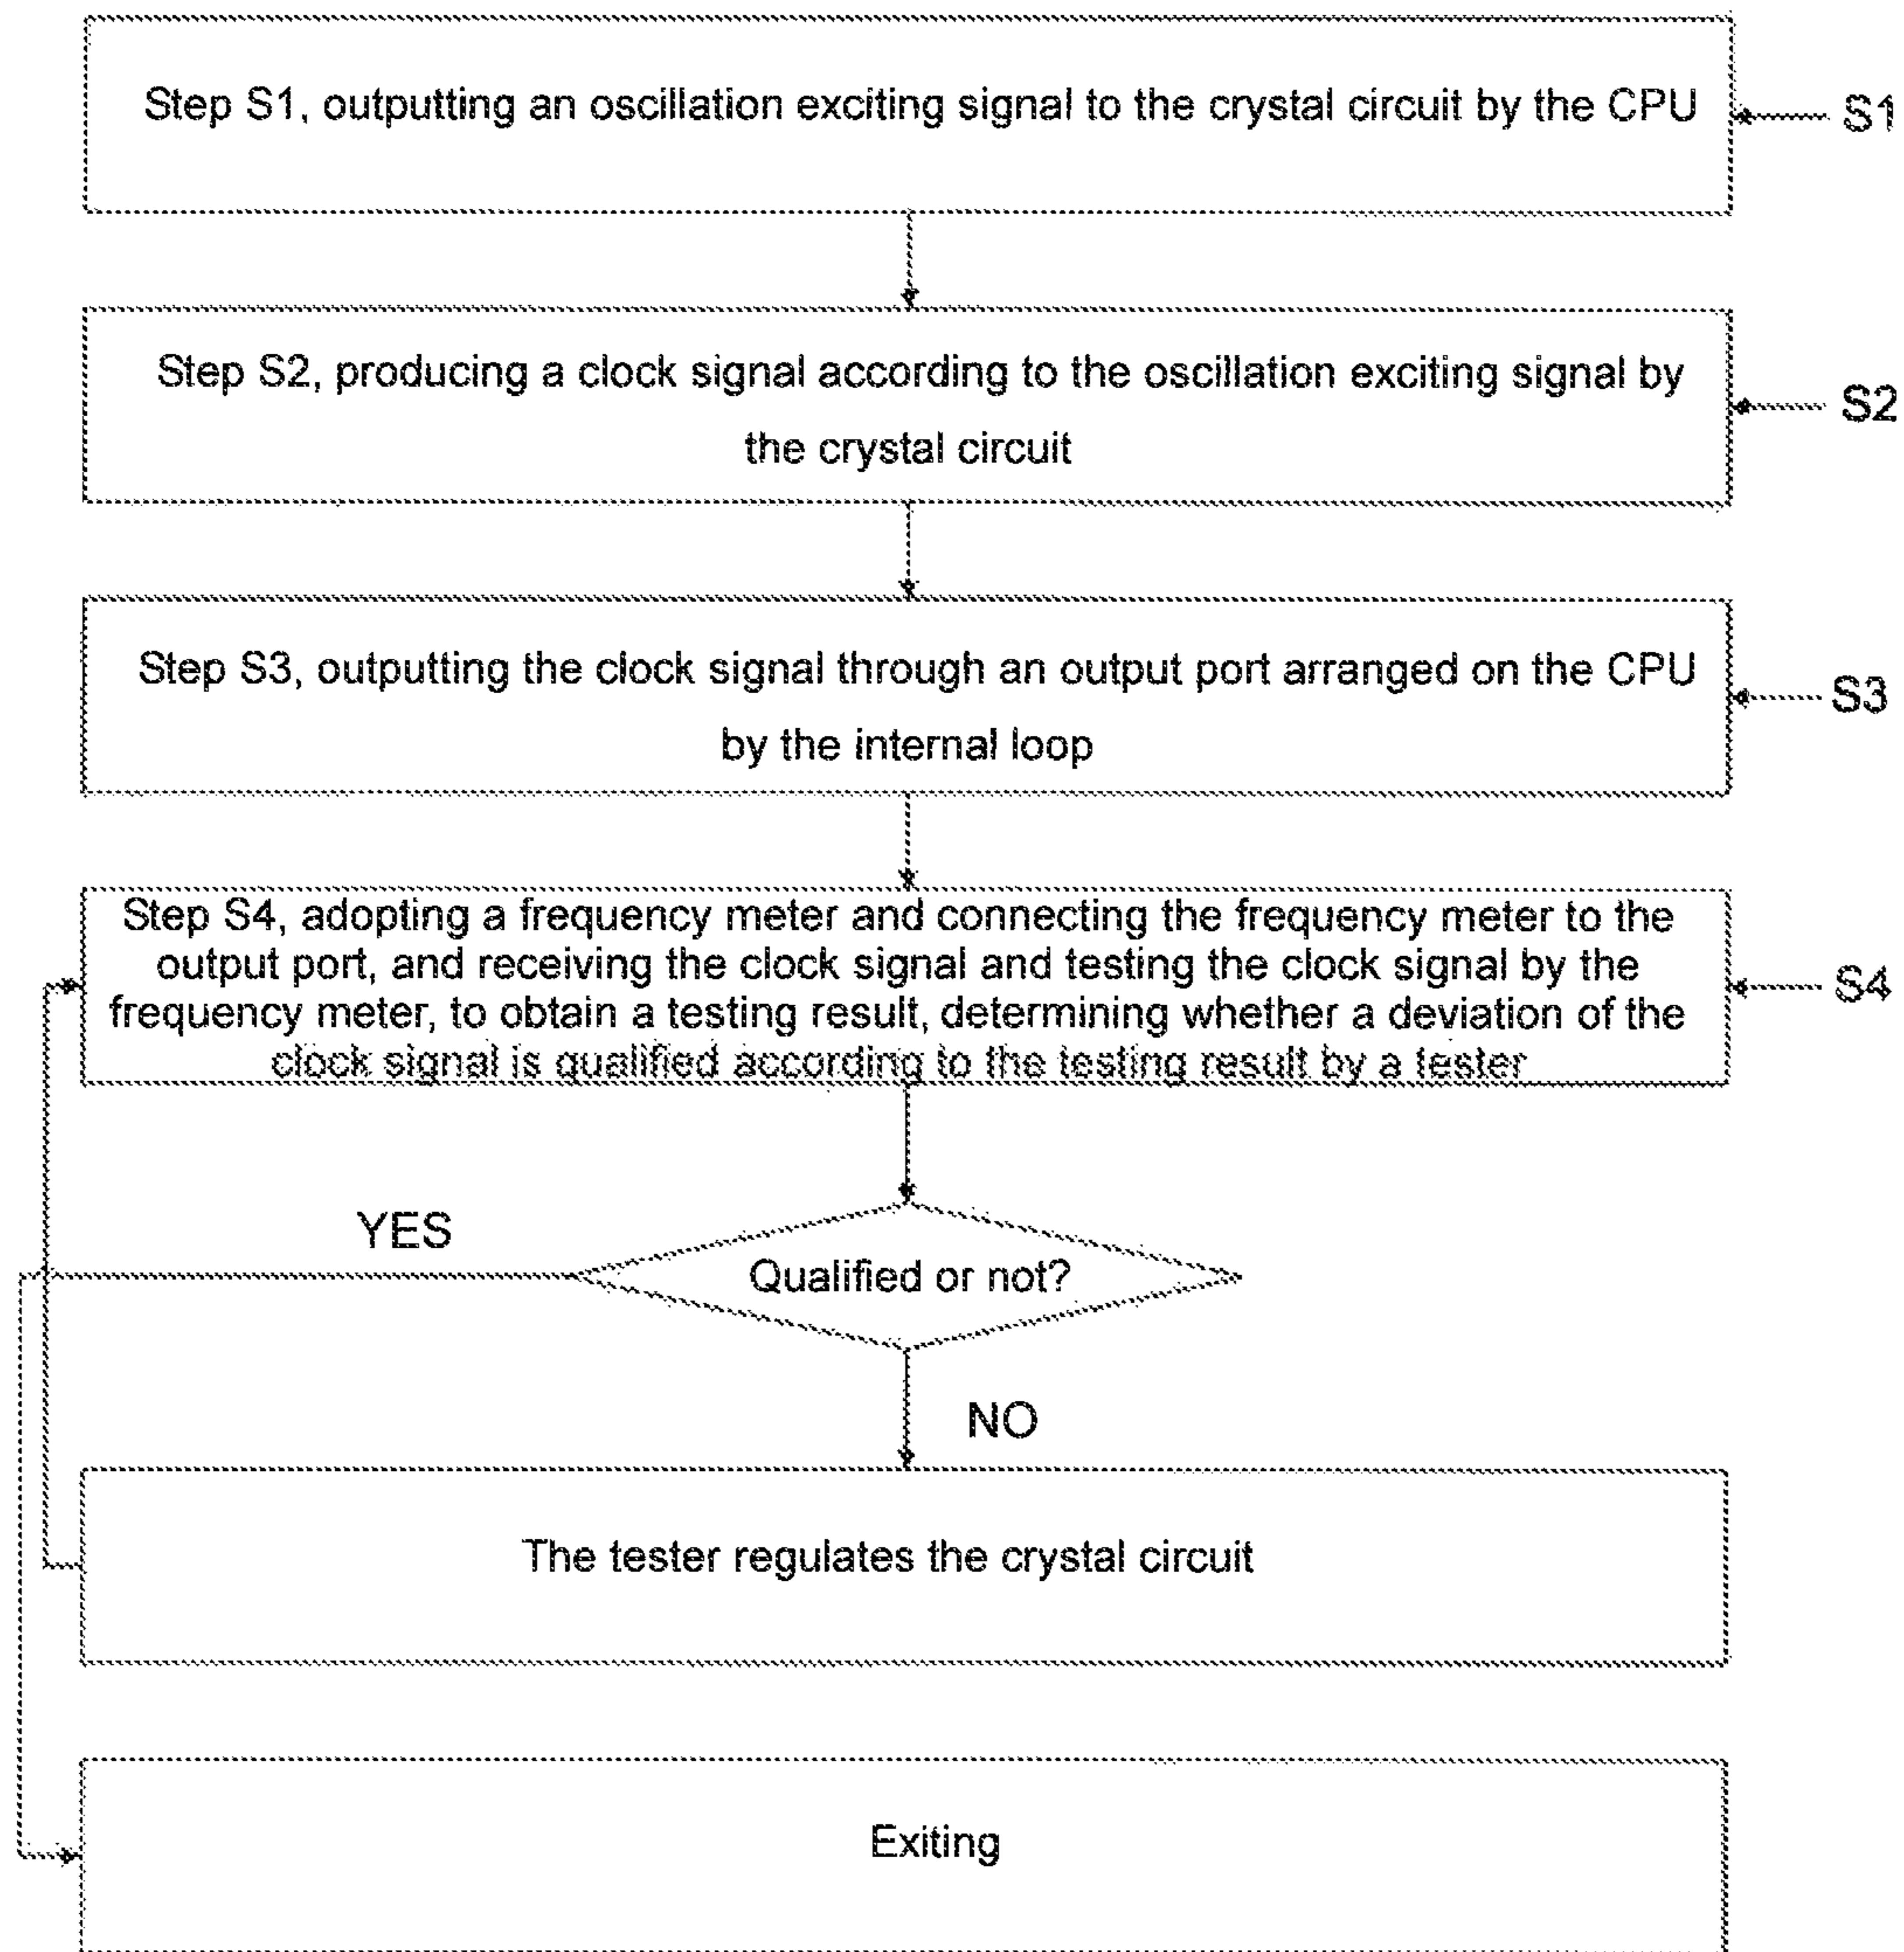 Step S1, outputting an oscillation exciting signal to the crystal circuit by the CPU
S1
Step S2, producing a clock signal according to the oscillation exciting signal by
the crystal circuit
S2
Step S3, outputting the clock signal through an output port arranged on the CPU
by the internal loop
S3
Step S4, adopting a frequency meter and connecting the frequency meter to the
output port, and receiving the clock signal and testing the clock signal by the
frequency meter, to obtain a testing result, determining whether a deviation of the
clock signal is qualified according to the testing result by a tester
S4
YES
Qualified or not?
NO
The tester regulates the crystal circuit
Exiting